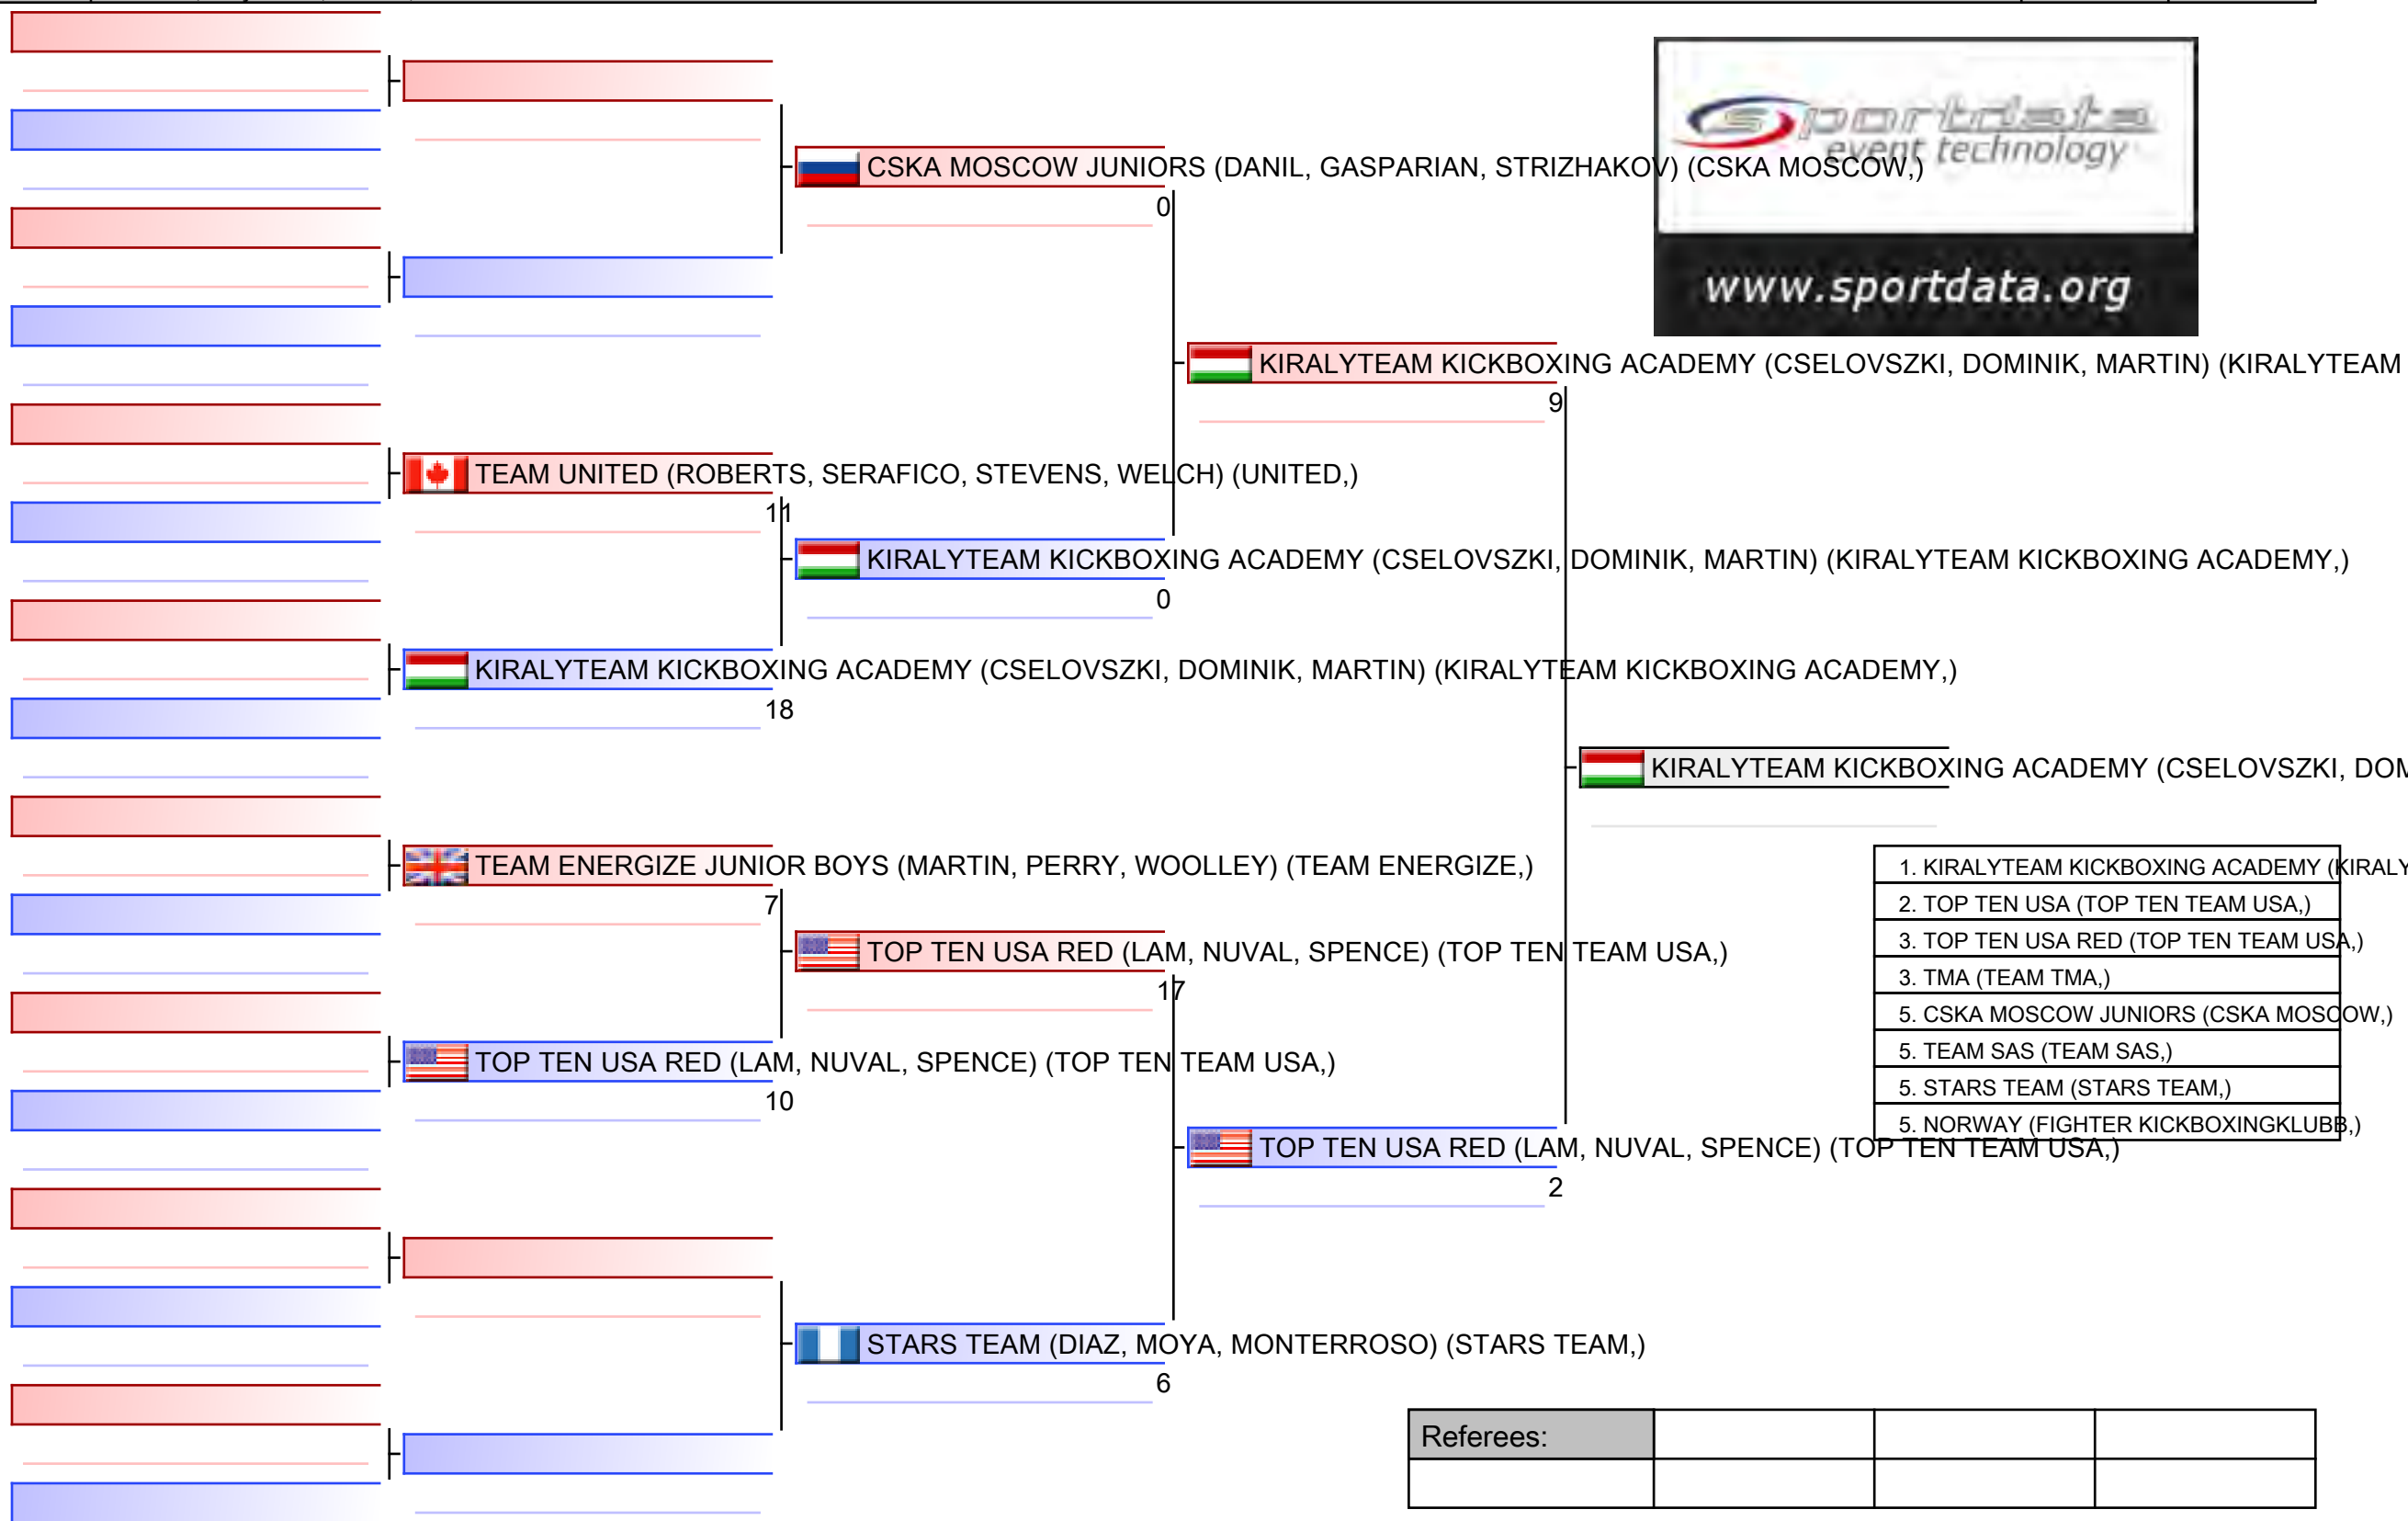 sportdata
event technology
www.sportdata.org
CSKA MOSCOW JUNIORS (DANIL, GASPARIAN, STRIZHAKOV) (CSKA MOSCOW,)
0
KIRALYTEAM KICKBOXING ACADEMY (CSELOVSZKI, DOMINIK, MARTIN) (KIRALYTEAM
9
TEAM UNITED (ROBERTS, SERAFICO, STEVENS, WELCH) (UNITED,)
11
KIRALYTEAM KICKBOXING ACADEMY (CSELOVSZKI, DOMINIK, MARTIN) (KIRALYTEAM KICKBOXING ACADEMY,)
0
KIRALYTEAM KICKBOXING ACADEMY (CSELOVSZKI, DOMINIK, MARTIN) (KIRALYTEAM KICKBOXING ACADEMY,)
18
KIRALYTEAM KICKBOXING ACADEMY (CSELOVSZKI,
TEAM ENERGIZE JUNIOR BOYS (MARTIN, PERRY, WOOLLEY) (TEAM ENERGIZE,)
7
TOP TEN USA RED (LAM, NUVAL, SPENCE) (TOP TEN TEAM USA,)
17
TOP TEN USA RED (LAM, NUVAL, SPENCE) (TOP TEN TEAM USA,)
10
1. KIRALYTEAM KICKBOXING ACADEMY
2. TOP TEN USA (TOP TEN TEAM USA,)
3. TOP TEN USA RED (TOP TEN TEAM USA,)
3. TMA (TEAM TMA,)
5. CSKA MOSCOW JUNIORS (CSKA MOSCOW,)
5. TEAM SAS (TEAM SAS,)
5. STARS TEAM (STARS TEAM,)
5. NORWAY (FIGHTER KICKBOXINGKLUBB,)
TOP TEN USA RED (LAM, NUVAL, SPENCE) (TOP TEN TEAM USA,)
2
STARS TEAM (DIAZ, MOYA, MONTERROSO) (STARS TEAM,)
6
Referees: